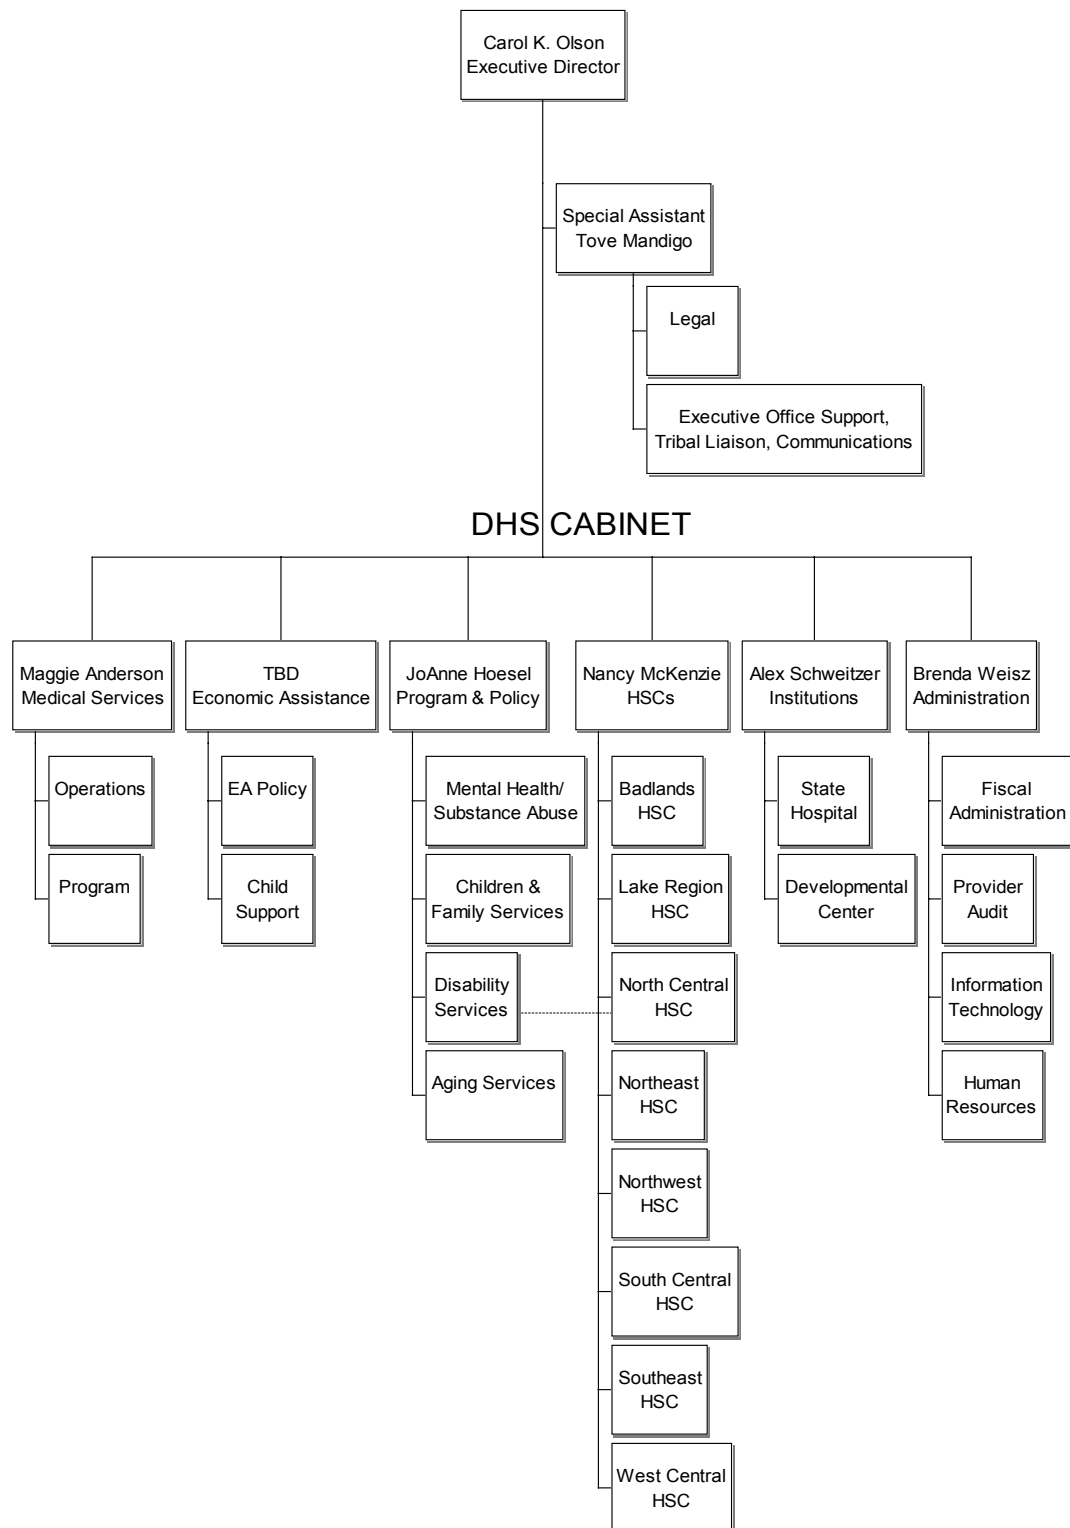 Carol K. Olson
Executive Director
Special Assistant
Tove Mandigo
Legal
Executive Office Support,
Tribal Liaison, Communications
DHS CABINET
Maggie Anderson
Medical Services
TBD
Economic Assistance
JoAnne Hoesel
Program & Policy
Nancy McKenzie
HSCs
Alex Schweitzer
Institutions
Brenda Weisz
Administration
Operations
Program
EA Policy
Child
Support
Mental Health/
Substance Abuse
Children &
Family Services
Disability
Services
Aging Services
Badlands
HSC
Lake Region
HSC
North Central
HSC
Northeast
HSC
Northwest
HSC
South Central
HSC
Southeast
HSC
West Central
HSC
State
Hospital
Developmental
Center
Fiscal
Administration
Provider
Audit
Information
Technology
Human
Resources